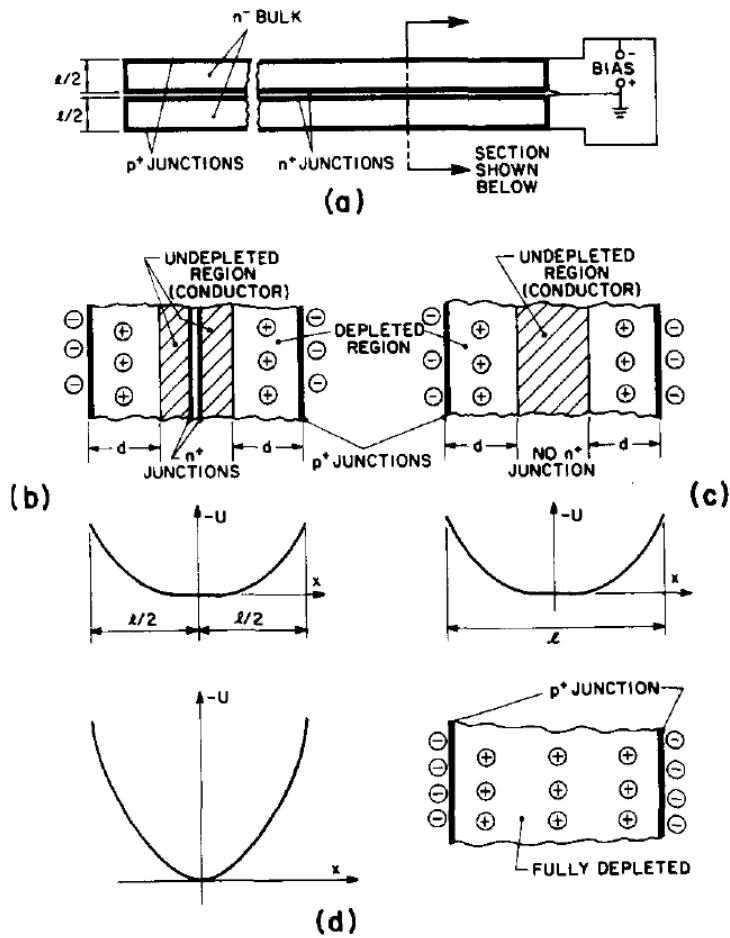 n⁻ BULK
ℓ/2
ℓ/2
-
BIAS
+
p⁺ JUNCTIONS
n⁺ JUNCTIONS
SECTION
SHOWN
BELOW
(a)
UNDEPLETED
REGION
(CONDUCTOR)
UNDEPLETED
REGION
(CONDUCTOR)
DEPLETED
REGION
d
d
d
d
n⁺
JUNCTIONS
p⁺ JUNCTIONS
NO n⁺
JUNCTION
(b)
(c)
-U
x
ℓ/2
ℓ/2
-U
x
ℓ
-U
x
p⁺ JUNCTION
FULLY DEPLETED
(d)